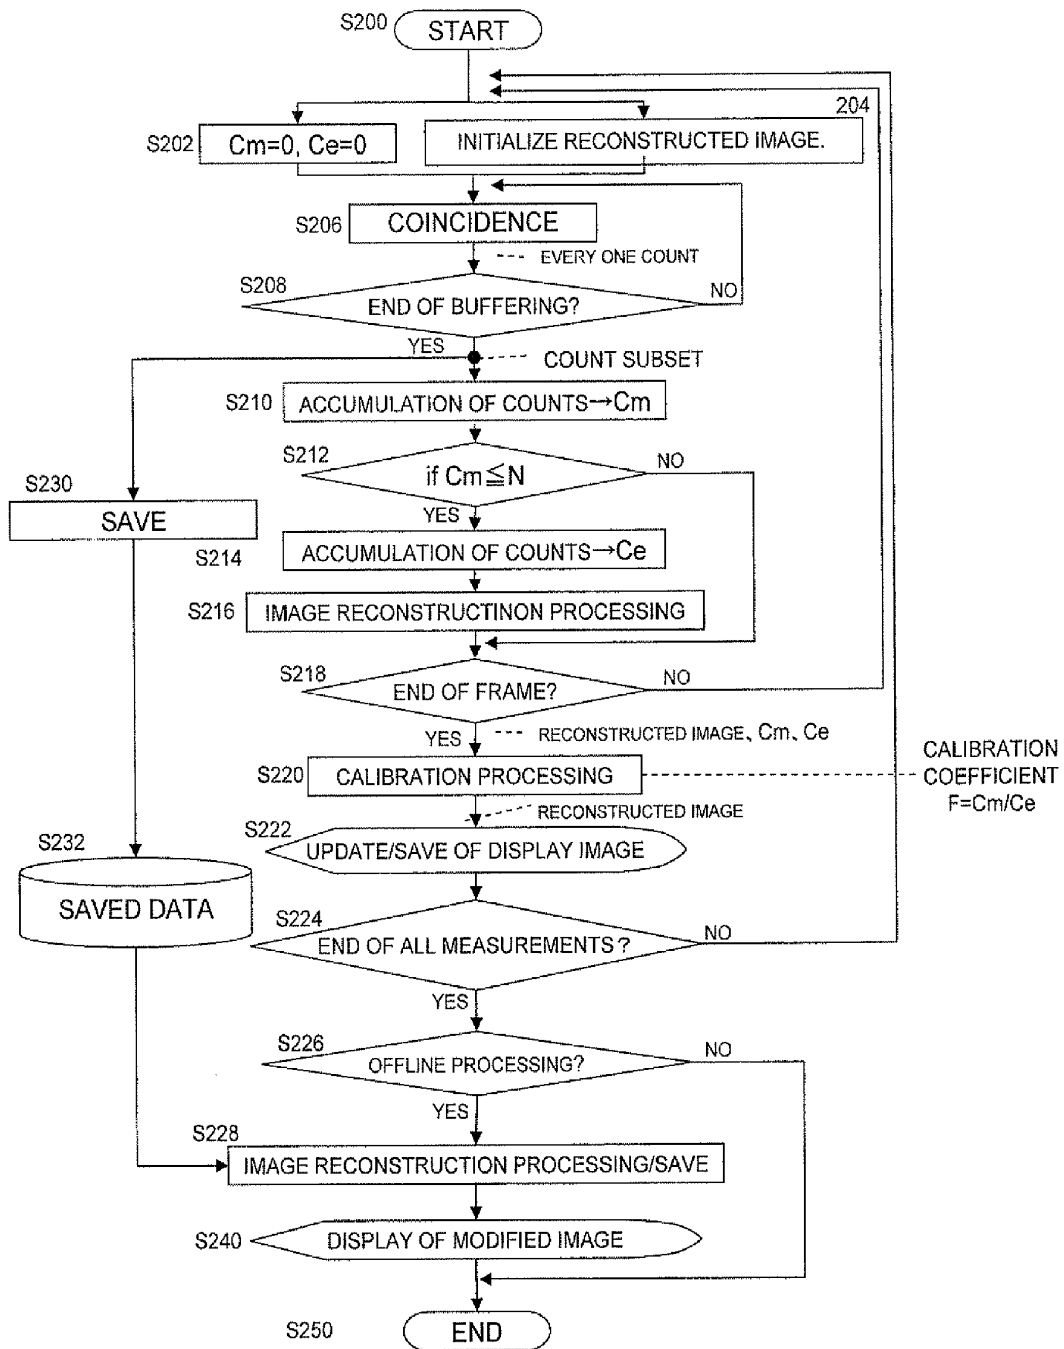 S200
START
204
S202
Cm=0, Ce=0
INITIALIZE RECONSTRUCTED IMAGE.
S206
COINCIDENCE
EVERY ONE COUNT
S208
END OF BUFFERING?
NO
YES
COUNT SUBSET
S210
ACCUMULATION OF COUNTS→Cm
S212
if Cm≦N
NO
YES
S230
SAVE
S214
ACCUMULATION OF COUNTS→Ce
S216
IMAGE RECONSTRUCTINON PROCESSING
S218
END OF FRAME?
NO
YES
RECONSTRUCTED IMAGE、Cm、Ce
S220
CALIBRATION PROCESSING
CALIBRATION
COEFFICIENT
F=Cm/Ce
RECONSTRUCTED IMAGE
S222
UPDATE/SAVE OF DISPLAY IMAGE
S232
SAVED DATA
S224
END OF ALL MEASUREMENTS?
NO
YES
S226
OFFLINE PROCESSING?
NO
YES
S228
IMAGE RECONSTRUCTION PROCESSING/SAVE
S240
DISPLAY OF MODIFIED IMAGE
S250
END